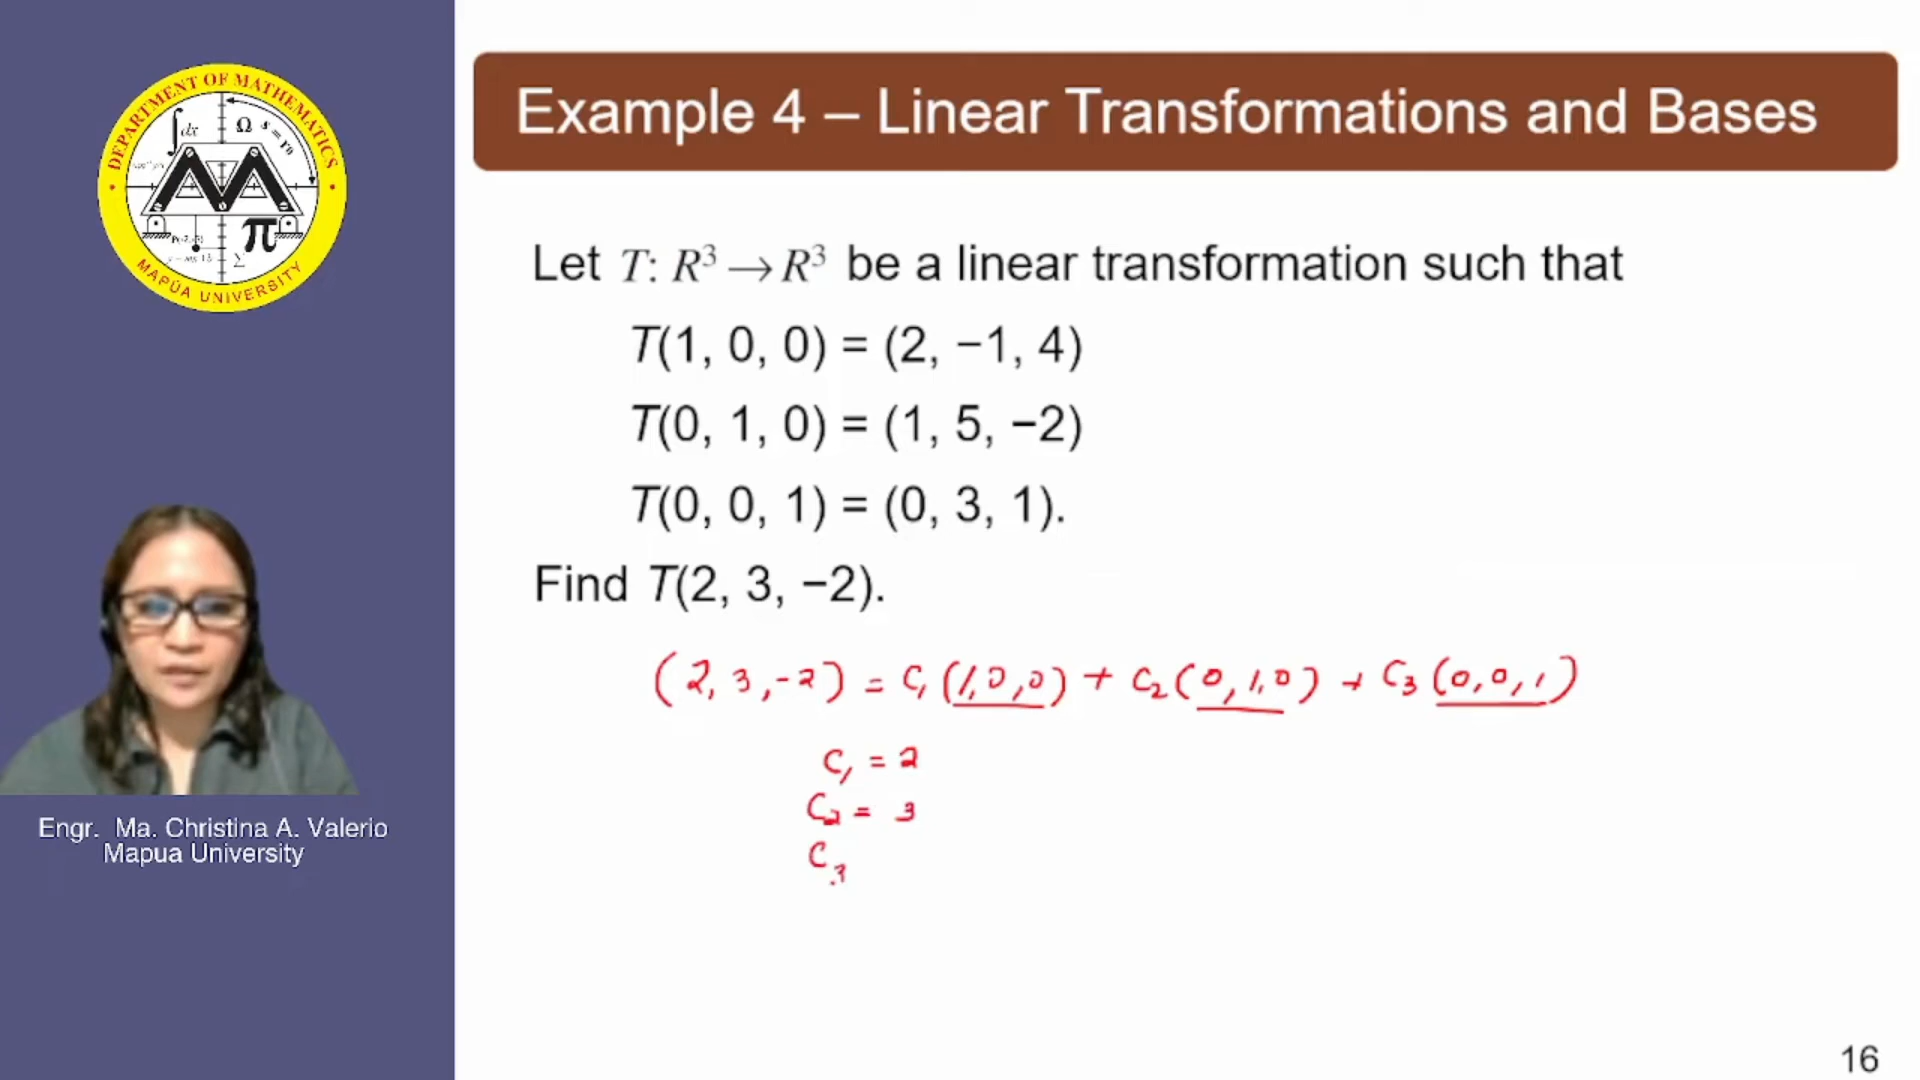 DEPARTMENT OF MATHEMATICS
∫dx Ω s = rθ
π
Σ
MAPÚA UNIVERSITY
Example 4 – Linear Transformations and Bases
Let T: R³ → R³ be a linear transformation such that
T(1, 0, 0) = (2, −1, 4)
T(0, 1, 0) = (1, 5, −2)
T(0, 0, 1) = (0, 3, 1).
Find T(2, 3, −2).
(2, 3, -2) = C₁(1,0,0) + C₂(0,1,0) + C₃(0,0,1)
C₁ = 2
C₂ = 3
C₃
Engr. Ma. Christina A. Valerio
Mapua University
16